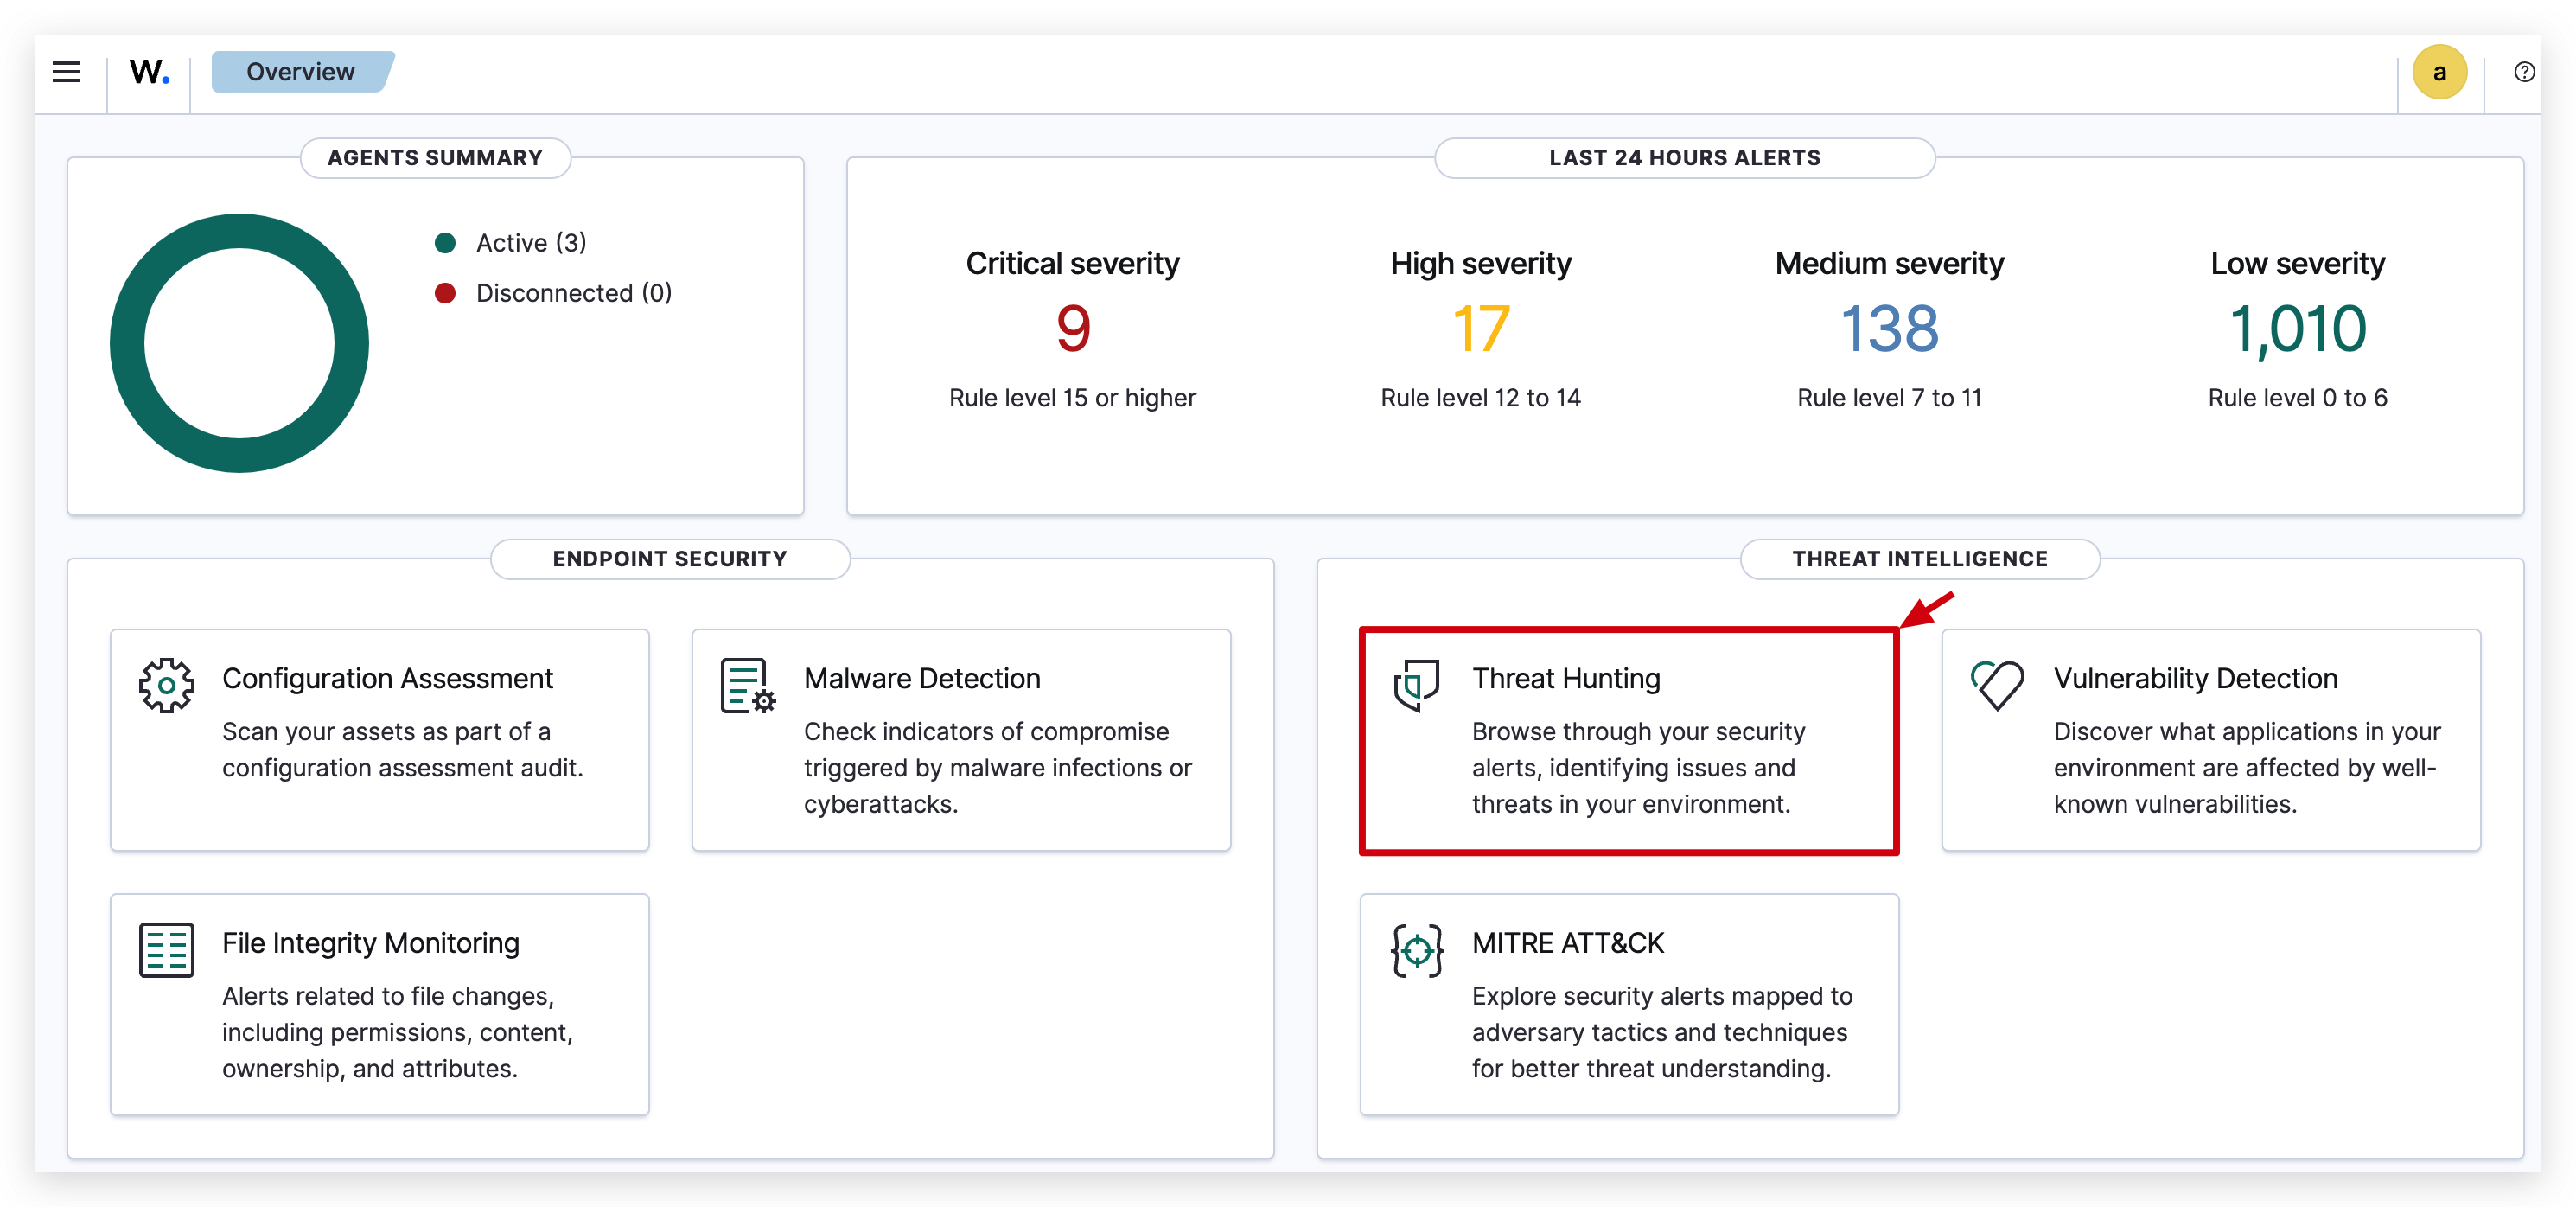 W.
Overview
a
?
AGENTS SUMMARY
Active (3)
Disconnected (0)
LAST 24 HOURS ALERTS
Critical severity
9
Rule level 15 or higher
High severity
17
Rule level 12 to 14
Medium severity
138
Rule level 7 to 11
Low severity
1,010
Rule level 0 to 6
ENDPOINT SECURITY
Configuration Assessment
Scan your assets as part of a
configuration assessment audit.
Malware Detection
Check indicators of compromise
triggered by malware infections or
cyberattacks.
File Integrity Monitoring
Alerts related to file changes,
including permissions, content,
ownership, and attributes.
THREAT INTELLIGENCE
Threat Hunting
Browse through your security
alerts, identifying issues and
threats in your environment.
Vulnerability Detection
Discover what applications in your
environment are affected by well-
known vulnerabilities.
MITRE ATT&CK
Explore security alerts mapped to
adversary tactics and techniques
for better threat understanding.